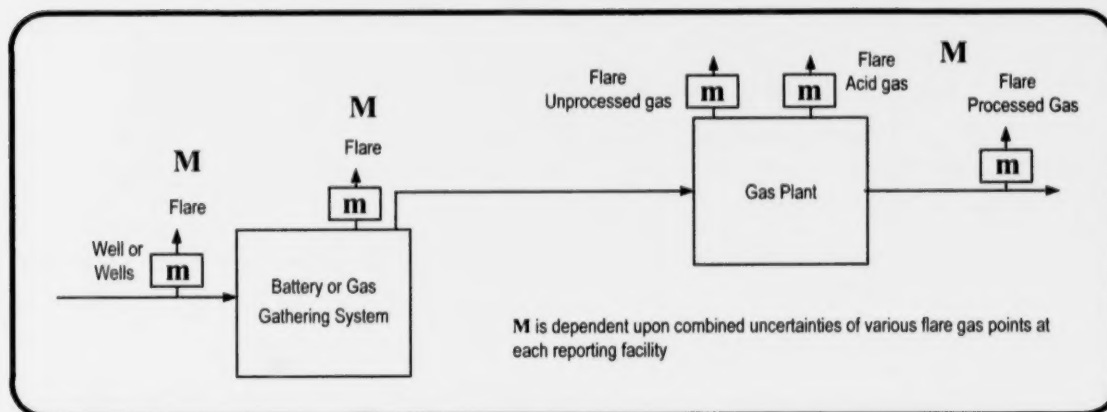 M
Flare
m
Well or
Wells
Battery or Gas
Gathering System
M
Flare
m
Flare
Unprocessed gas
m
m
Flare
Acid gas
M
Flare
Processed Gas
m
Gas Plant
M is dependent upon combined uncertainties of various flare gas points at
each reporting facility